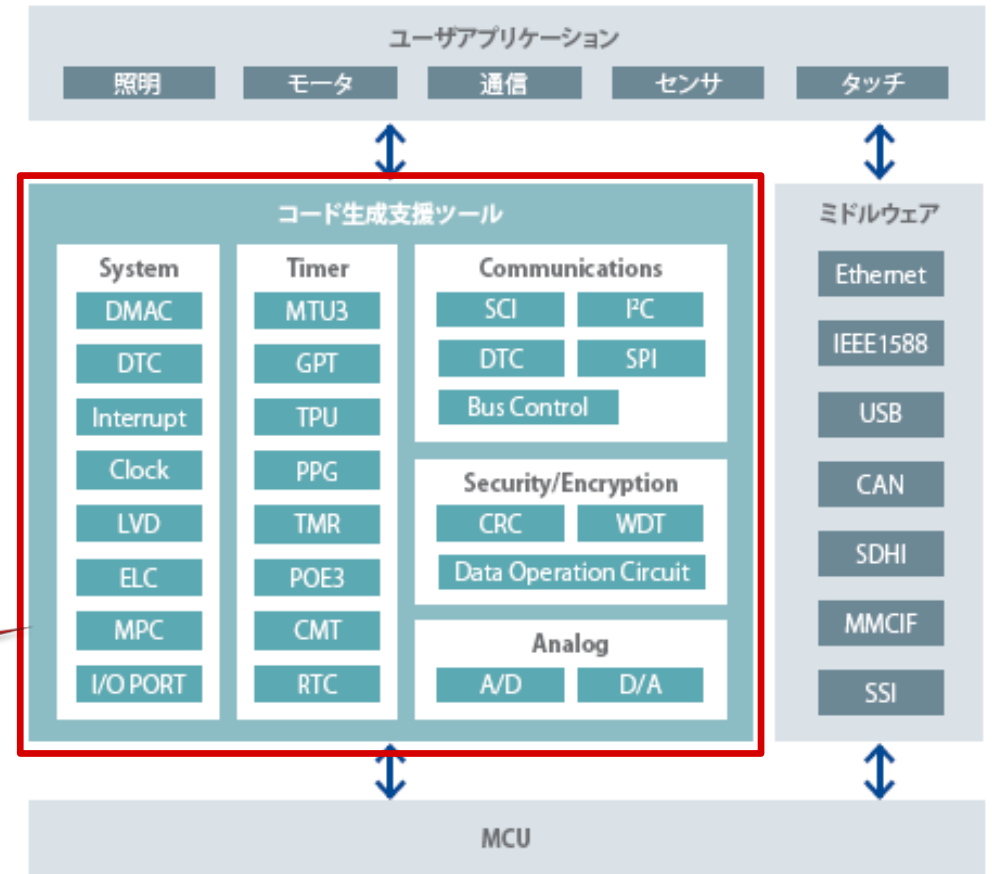 ユーザアプリケーション
照明 モータ 通信 センサ タッチ
コード生成支援ツール
System
DMAC
DTC
Interrupt
Clock
LVD
ELC
MPC
I/O PORT
Timer
MTU3
GPT
TPU
PPG
TMR
POE3
CMT
RTC
Communications
SCI I²C
DTC SPI
Bus Control
Security/Encryption
CRC WDT
Data Operation Circuit
Analog
A/D D/A
ミドルウェア
Ethernet
IEEE1588
USB
CAN
SDHI
MMCIF
SSI
MCU